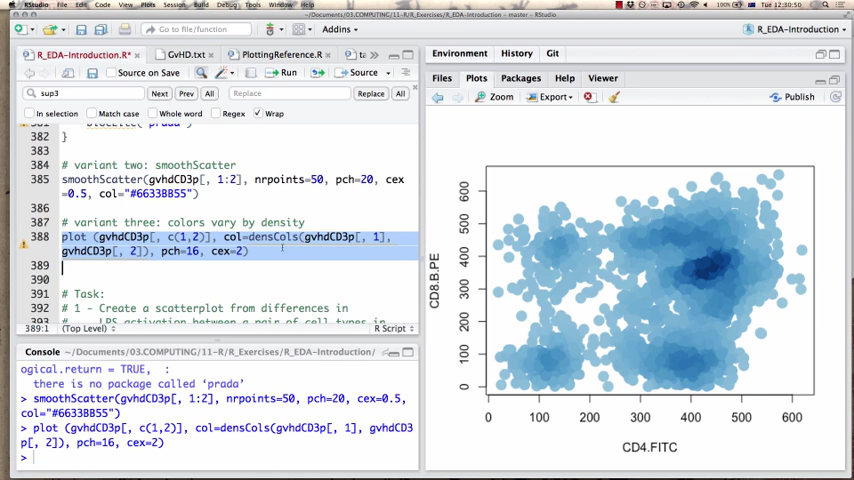 RStudio File Edit Code View Plots Session Build Debug Tools Window Help 100% Tue 12:30:50
~/Documents/03.COMPUTING/11-R/R_Exercises/R_EDA-Introduction - master - RStudio
Go to file/function Addins R_EDA-Introduction
R_EDA-Introduction.R* GvHD.txt PlottingReference.R ta
Source on Save Run Source
sup3 Next Prev All Replace Replace All
In selection Match case Whole word Regex Wrap
382 }
383
384 # variant two: smoothScatter
385 smoothScatter(gvhdCD3p[, 1:2], nrpoints=50, pch=20, cex
=0.5, col="#6633BB55")
386
387 # variant three: colors vary by density
388 plot (gvhdCD3p[, c(1,2)], col=densCols(gvhdCD3p[, 1],
gvhdCD3p[, 2]), pch=16, cex=2)
389
390
391 # Task:
392 # 1 - Create a scatterplot from differences in
393 # LPS activation between a pair of cell types in
389:1 (Top Level) R Script
Console ~/Documents/03.COMPUTING/11-R/R_Exercises/R_EDA-Introduction/
ogical.return = TRUE, :
there is no package called ‘prada’
> smoothScatter(gvhdCD3p[, 1:2], nrpoints=50, pch=20, cex=0.5,
col="#6633BB55")
> plot (gvhdCD3p[, c(1,2)], col=densCols(gvhdCD3p[, 1], gvhdCD3
p[, 2]), pch=16, cex=2)
>
Environment History Git
Files Plots Packages Help Viewer
Zoom Export Publish
600
500
400
300
200
100
0
CD8.B.PE
0 100 200 300 400 500 600
CD4.FITC